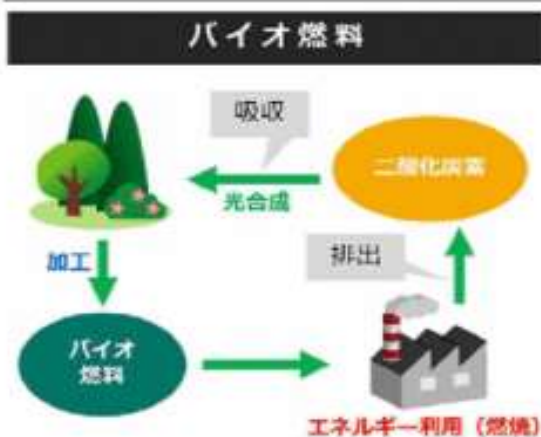 バイオ燃料
吸収
二酸化炭素
光合成
排出
加工
バイオ
燃料
エネルギー利用（燃焼）